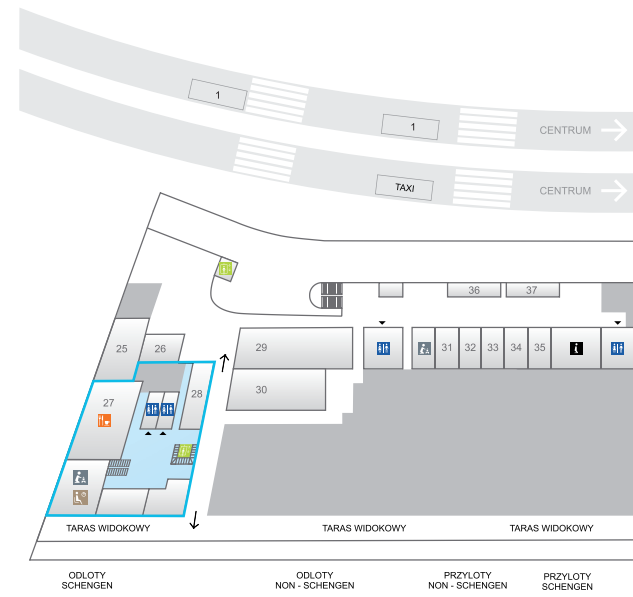 1
1
CENTRUM
TAXI
CENTRUM
36
37
25
26
29
31
32
33
34
35
30
27
28
TARAS WIDOKOWY
TARAS WIDOKOWY
TARAS WIDOKOWY
ODLOTY
SCHENGEN
ODLOTY
NON - SCHENGEN
PRZYLOTY
NON - SCHENGEN
PRZYLOTY
SCHENGEN